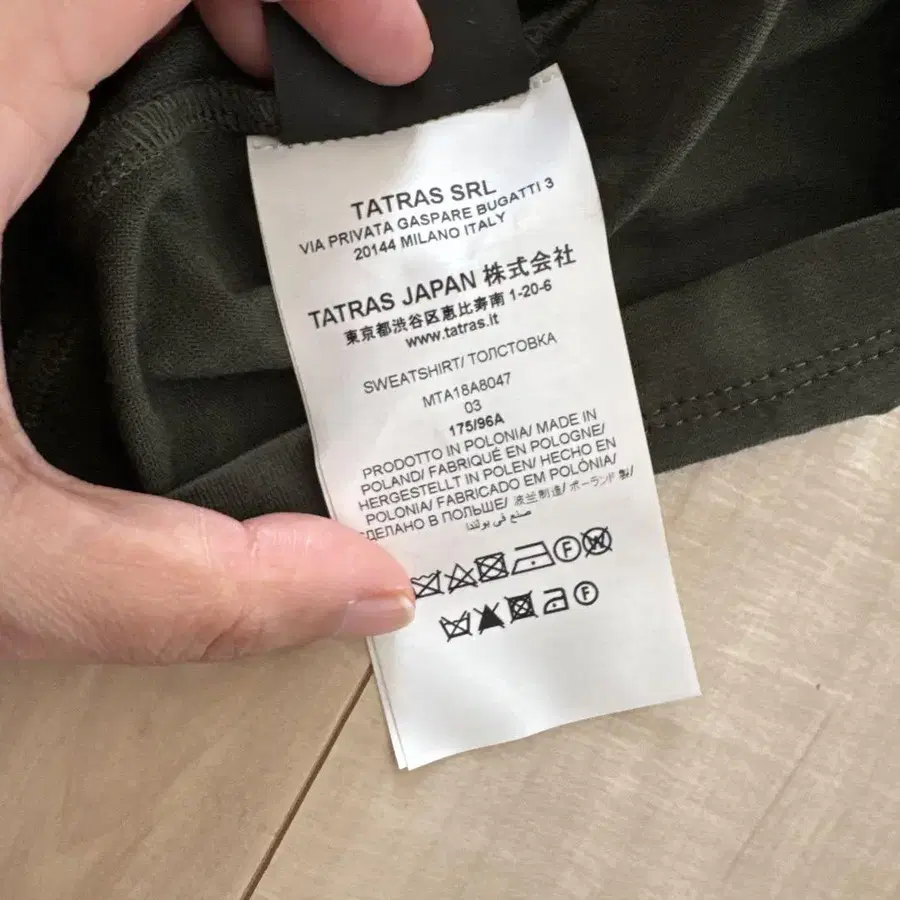 TATRAS SRL
VIA PRIVATA GASPARE BUGATTI 3
20144 MILANO ITALY
TATRAS JAPAN 株式会社
東京都渋谷区恵比寿南 1-20-6
www.tatras.it
SWEATSHIRT/ ТОЛСТОВКА
MTA18A8047
03
175/96A
PRODOTTO IN POLONIA/ MADE IN
POLAND/ FABRIQUÉ EN POLOGNE/
HERGESTELLT IN POLEN/ HECHO EN
POLONIA/ FABRICADO EM POLÔNIA/
СДЕЛАНО В ПОЛЬШЕ/ 波兰制造/ ポーランド製/
صنع في بولندا
F W
F